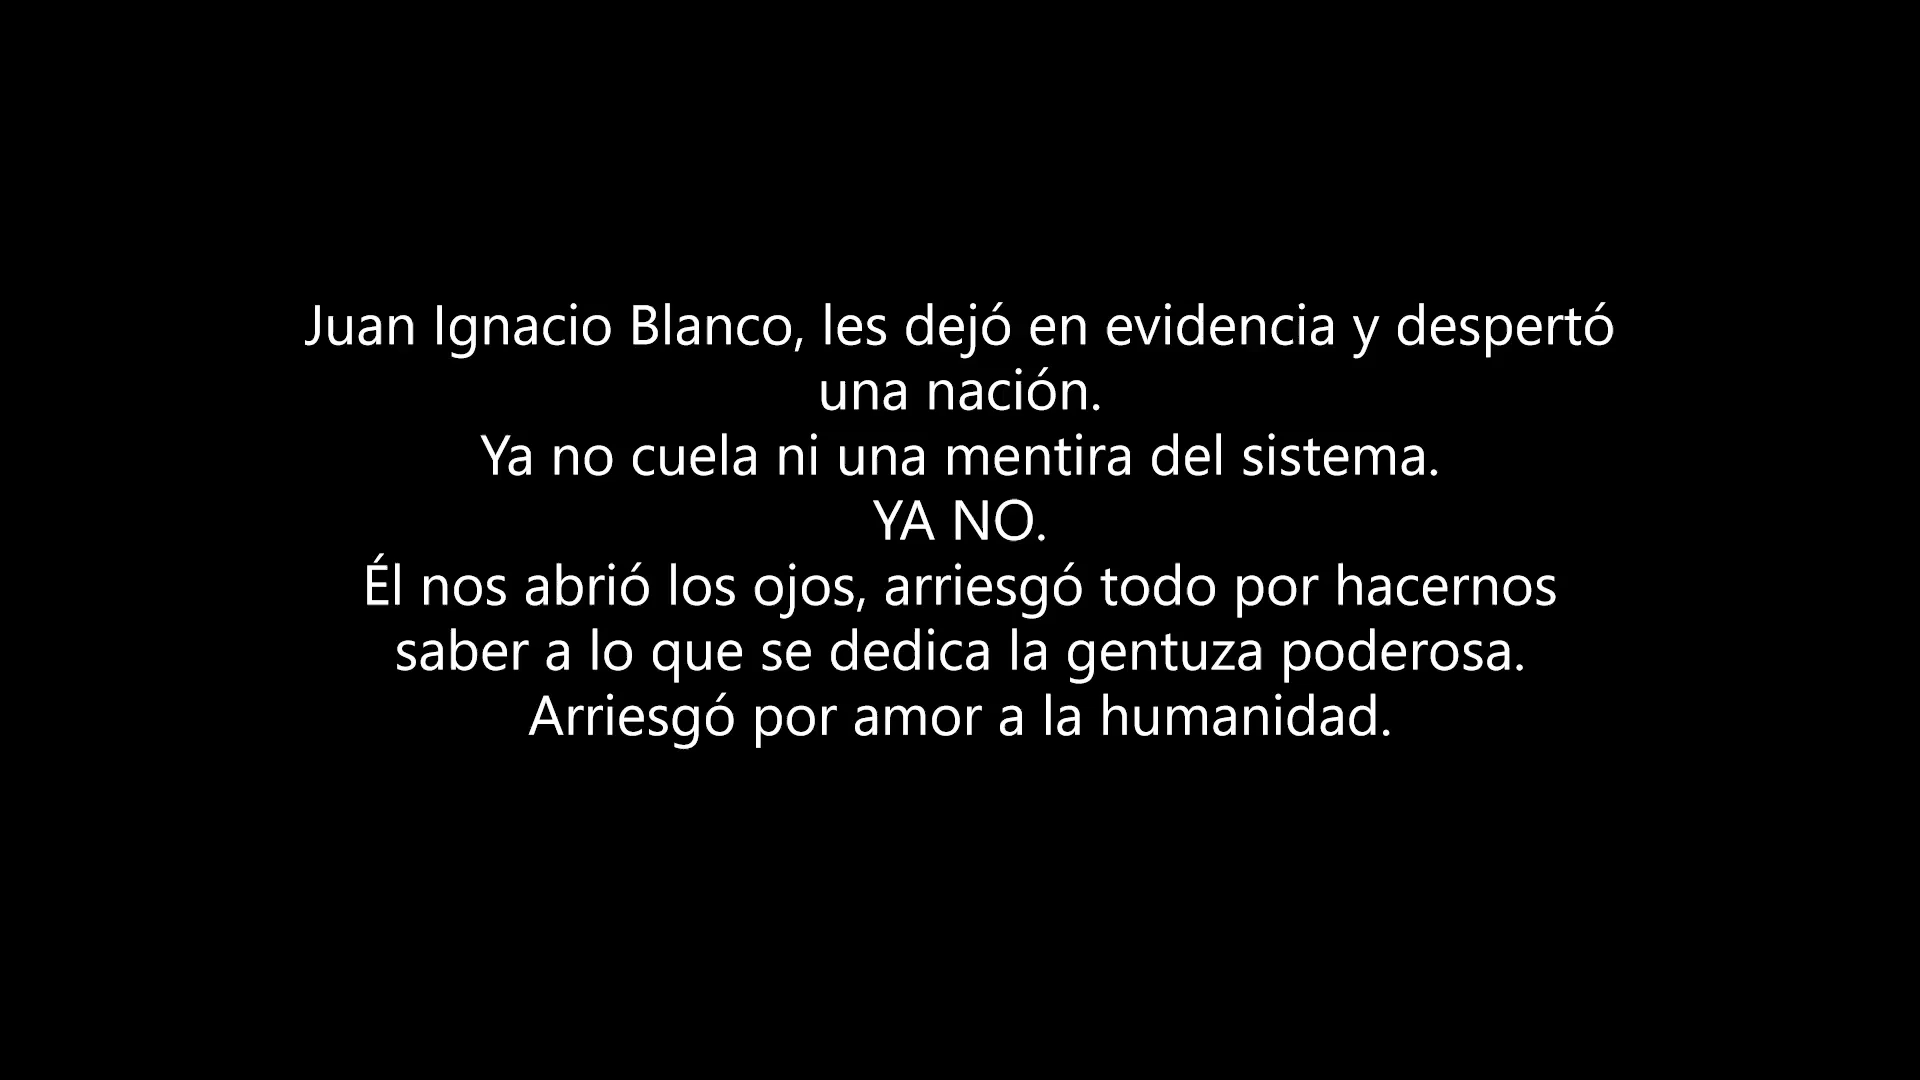 Juan Ignacio Blanco, les dejó en evidencia y despertó
una nación.
Ya no cuela ni una mentira del sistema.
YA NO.
Él nos abrió los ojos, arriesgó todo por hacernos
saber a lo que se dedica la gentuza poderosa.
Arriesgó por amor a la humanidad.